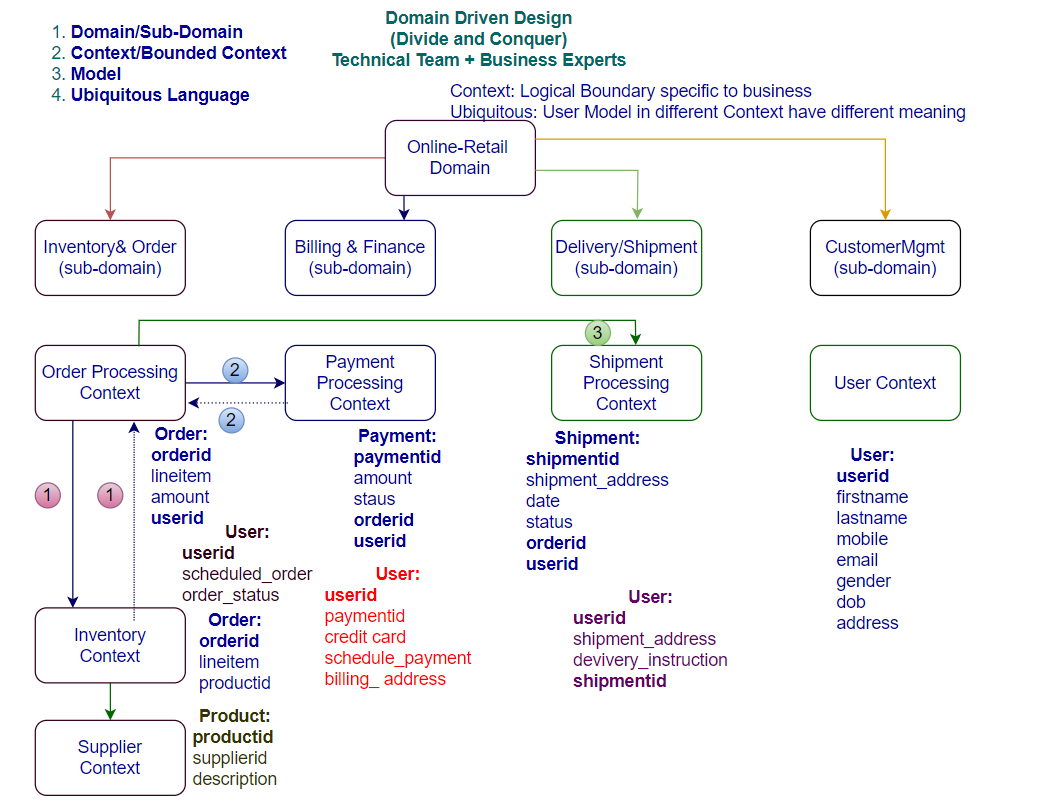 Domain Driven Design
(Divide and Conquer)
Technical Team + Business Experts
1. Domain/Sub-Domain
2. Context/Bounded Context
3. Model
4. Ubiquitous Language
Context: Logical Boundary specific to business
Ubiquitous: User Model in different Context have different meaning
Online-Retail
Domain
Inventory& Order
(sub-domain)
Billing & Finance
(sub-domain)
Delivery/Shipment
(sub-domain)
CustomerMgmt
(sub-domain)
3
Order Processing
Context
2
2
Payment
Processing
Context
Shipment
Processing
Context
User Context
1
1
Order:
orderid
lineitem
amount
userid
User:
userid
scheduled_order
order_status
Payment:
paymentid
amount
staus
orderid
userid
User:
userid
paymentid
credit card
schedule_payment
billing_ address
Shipment:
shipmentid
shipment_address
date
status
orderid
userid
User:
userid
shipment_address
devivery_instruction
shipmentid
User:
userid
firstname
lastname
mobile
email
gender
dob
address
Inventory
Context
Order:
orderid
lineitem
productid
Supplier
Context
Product:
productid
supplierid
description